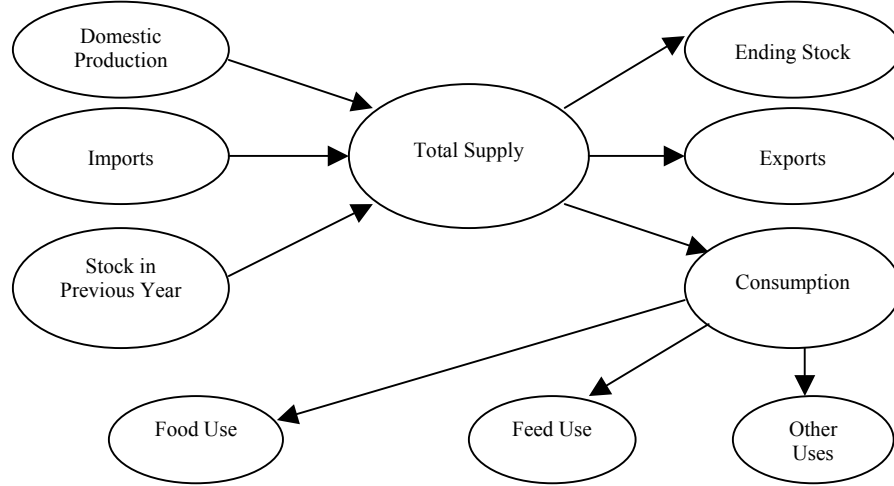 Domestic
Production
Ending Stock
Imports
Total Supply
Exports
Stock in
Previous Year
Consumption
Food Use
Feed Use
Other
Uses